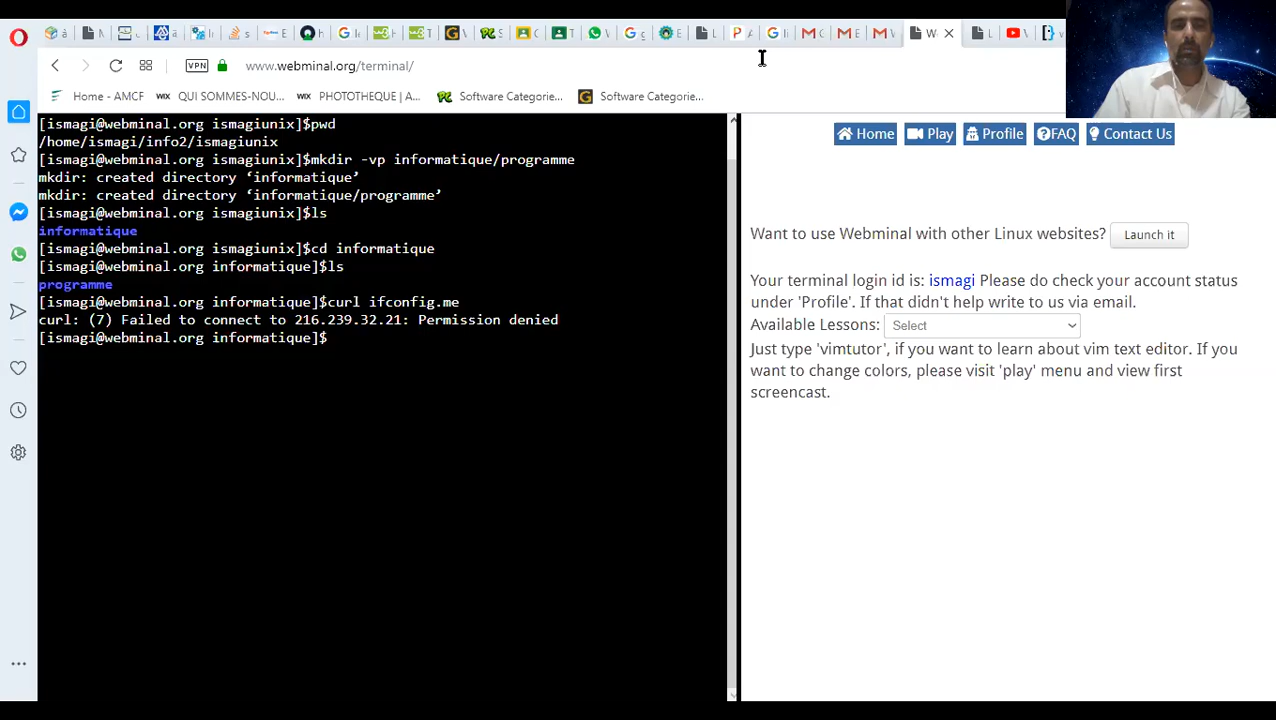 VPN
www.webminal.org/terminal/
Home - AMCF
WIX QUI SOMMES-NOU...
WIX PHOTOTHEQUE | A...
Software Categorie...
Software Categorie...
[ismagi@webminal.org ismagiunix]$pwd
/home/ismagi/info2/ismagiunix
[ismagi@webminal.org ismagiunix]$mkdir -vp informatique/programme
mkdir: created directory ‘informatique’
mkdir: created directory ‘informatique/programme’
[ismagi@webminal.org ismagiunix]$ls
informatique
[ismagi@webminal.org ismagiunix]$cd informatique
[ismagi@webminal.org informatique]$ls
programme
[ismagi@webminal.org informatique]$curl ifconfig.me
curl: (7) Failed to connect to 216.239.32.21: Permission denied
[ismagi@webminal.org informatique]$
Home Play Profile FAQ Contact Us
Want to use Webminal with other Linux websites? Launch it
Your terminal login id is: ismagi Please do check your account status
under 'Profile'. If that didn't help write to us via email.
Available Lessons: Select
Just type 'vimtutor', if you want to learn about vim text editor. If you
want to change colors, please visit 'play' menu and view first
screencast.